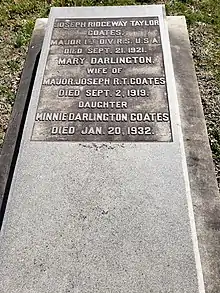 JOSEPH RIDGEWAY TAYLOR
COATES,
MAJOR
U.S.A.
DIED SEPT. 21, 1921.
MARY DARLINGTON,
WIFE OF
MAJOR JOSEPH R.T. COATES
DIED SEPT. 2, 1919.
DAUGHTER
MINNIE DARLINGTON COATES
DIED JAN. 20, 1932.